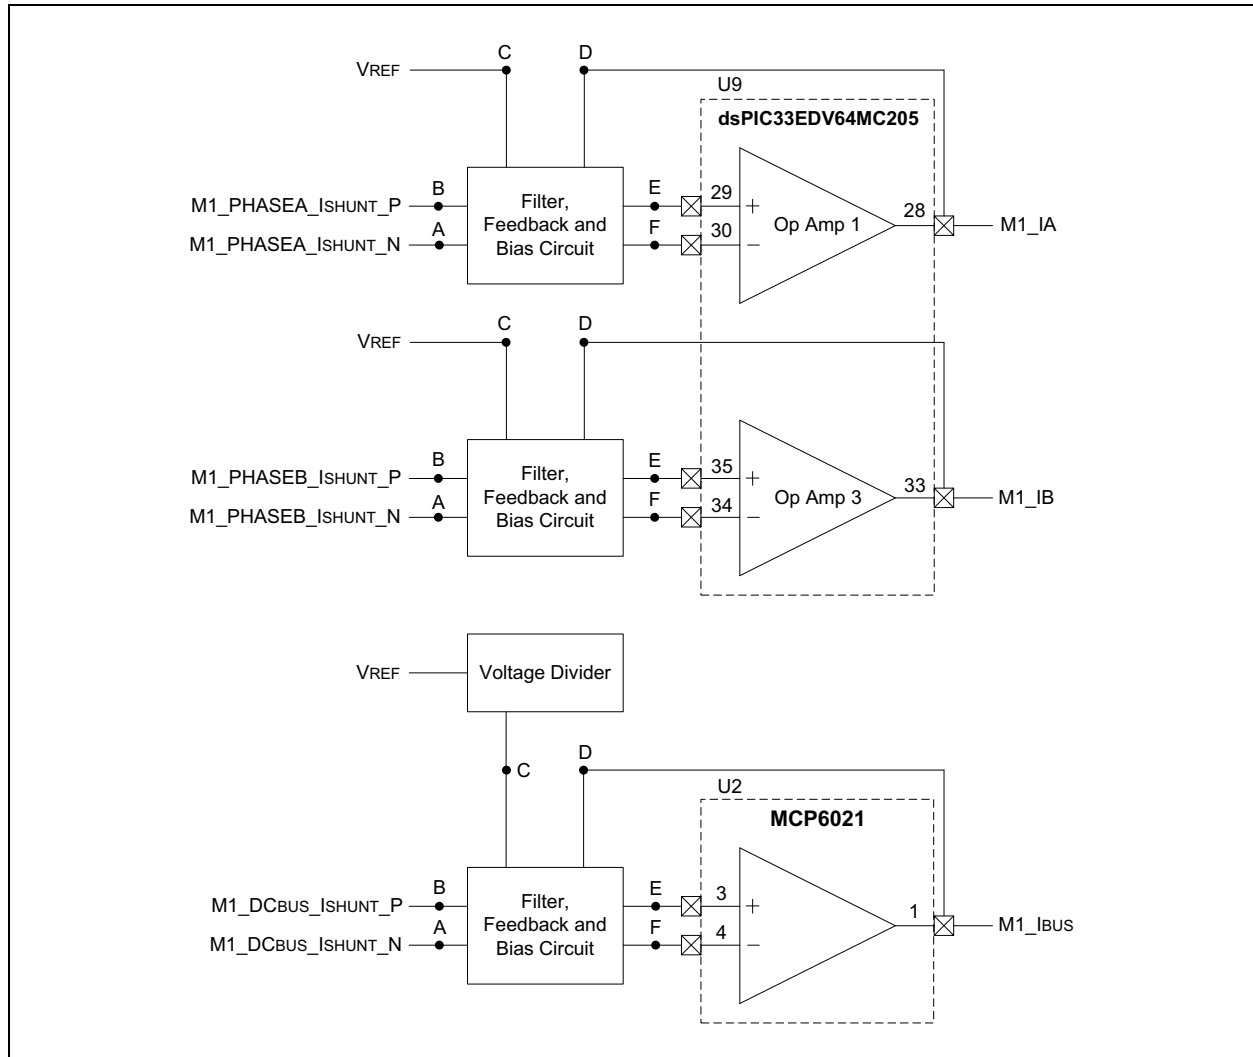 C
D
VREF
U9
dsPIC33EDV64MC205
B
M1_PHASEA_ISHUNT_P
A
M1_PHASEA_ISHUNT_N
Filter,
Feedback and
Bias Circuit
E
F
29
30
+
−
Op Amp 1
28
M1_IA
C
D
VREF
B
M1_PHASEB_ISHUNT_P
A
M1_PHASEB_ISHUNT_N
Filter,
Feedback and
Bias Circuit
E
F
35
34
+
−
Op Amp 3
33
M1_IB
VREF
Voltage Divider
C
D
U2
MCP6021
B
M1_DCBUS_ISHUNT_P
A
M1_DCBUS_ISHUNT_N
Filter,
Feedback and
Bias Circuit
E
F
3
4
+
−
1
M1_IBUS